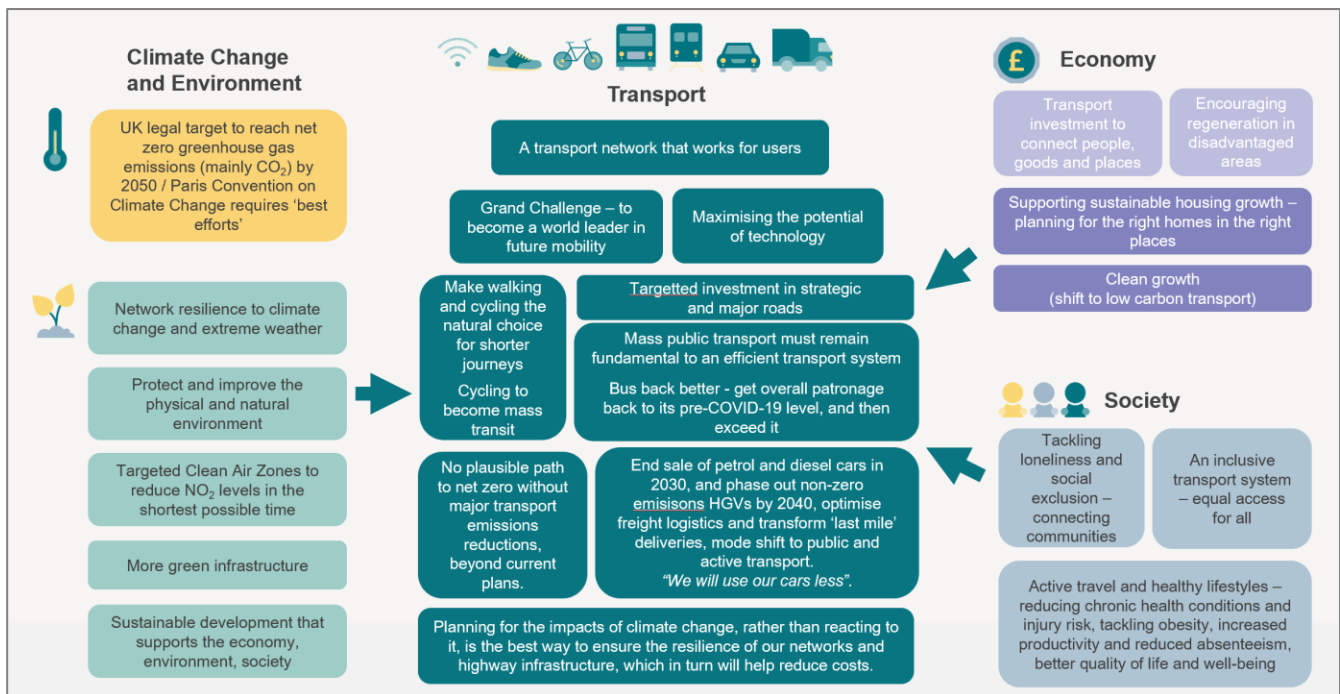 Climate Change
and Environment
UK legal target to reach net
zero greenhouse gas
emissions (mainly CO₂) by
2050 / Paris Convention on
Climate Change requires ‘best
efforts’
Network resilience to climate
change and extreme weather
Protect and improve the
physical and natural
environment
Targeted Clean Air Zones to
reduce NO₂ levels in the
shortest possible time
More green infrastructure
Sustainable development that
supports the economy,
environment, society
Transport
A transport network that works for users
Grand Challenge – to
become a world leader in
future mobility
Maximising the potential
of technology
Make walking
and cycling the
natural choice
for shorter
journeys
Cycling to
become mass
transit
Targetted investment in strategic
and major roads
Mass public transport must remain
fundamental to an efficient transport system
Bus back better - get overall patronage
back to its pre-COVID-19 level, and then
exceed it
No plausible path
to net zero without
major transport
emissions
reductions,
beyond current
plans.
End sale of petrol and diesel cars in
2030, and phase out non-zero
emisisons HGVs by 2040, optimise
freight logistics and transform ‘last mile’
deliveries, mode shift to public and
active transport.
“We will use our cars less”.
Planning for the impacts of climate change, rather than reacting to
it, is the best way to ensure the resilience of our networks and
highway infrastructure, which in turn will help reduce costs.
£
Economy
Transport
investment to
connect people,
goods and places
Encouraging
regeneration in
disadvantaged
areas
Supporting sustainable housing growth –
planning for the right homes in the right
places
Clean growth
(shift to low carbon transport)
Society
Tackling
loneliness and
social
exclusion –
connecting
communities
An inclusive
transport system
– equal access
for all
Active travel and healthy lifestyles –
reducing chronic health conditions and
injury risk, tackling obesity, increased
productivity and reduced absenteeism,
better quality of life and well-being